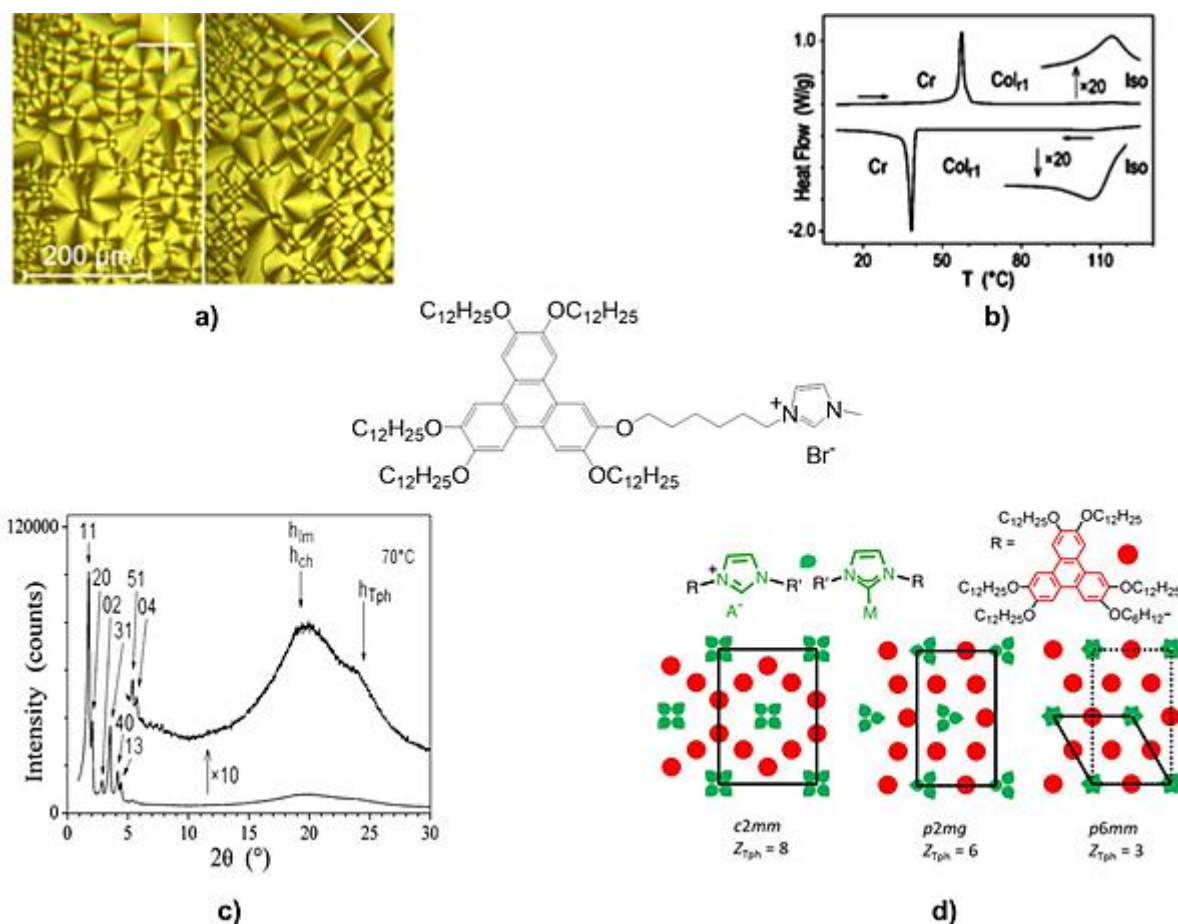 200 µm
a)
1.0
-2.0
Heat Flow (W/g)
Cr
Colr1
×20
Iso
Cr
Colr1
×20
Iso
20
50
80
110
T (°C)
b)
C12H25O
OC12H25
C12H25O
C12H25O
OC12H25
O
+
N
N
Br-
120000
0
Intensity (counts)
11
20
02
31
51
04
40
13
×10
hIm
hch
hTph
70°C
0
5
10
15
20
25
30
2θ (°)
c)
R
+
N
N
R'
A-
R'
N
N
R
M
R =
C12H25O
OC12H25
C12H25O
OC12H25
C12H25O
OC6H12–
c2mm
ZTph = 8
p2mg
ZTph = 6
p6mm
ZTph = 3
d)